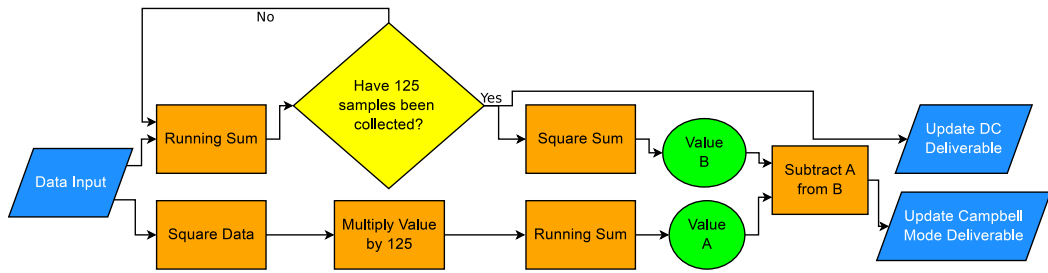 No
Have 125
samples been
collected?
Yes
Running Sum
Square Sum
Value
B
Update DC
Deliverable
Data Input
Subtract A
from B
Square Data
Multiply Value
by 125
Running Sum
Value
A
Update Campbell
Mode Deliverable